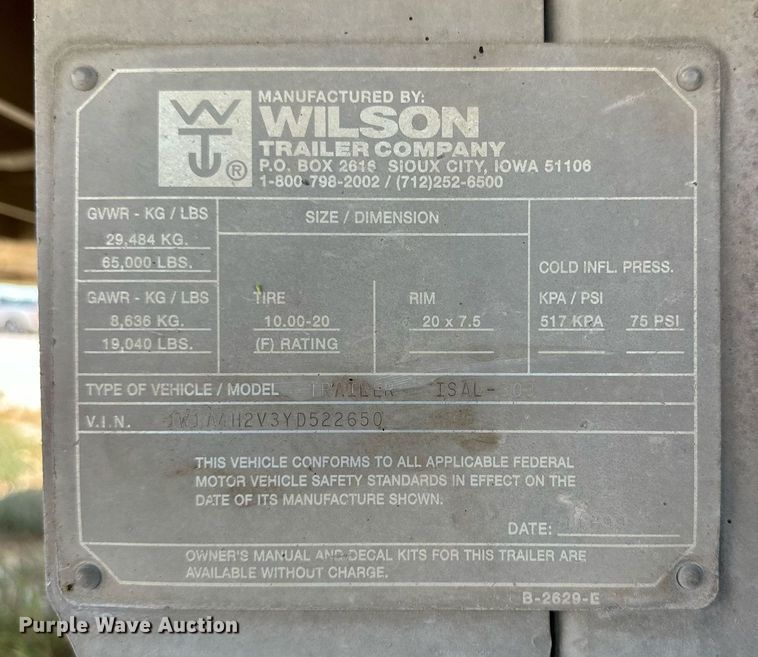 WT
®
MANUFACTURED BY:
WILSON
TRAILER COMPANY
P.O. BOX 2616 SIOUX CITY, IOWA 51106
1-800-798-2002 / (712)252-6500
GVWR - KG / LBS
29,484 KG.
65,000 LBS.
GAWR - KG / LBS
8,636 KG.
19,040 LBS.
SIZE / DIMENSION
TIRE
10.00-20
(F) RATING
RIM
20 x 7.5
COLD INFL. PRESS.
KPA / PSI
517 KPA 75 PSI
TYPE OF VEHICLE / MODEL TRAILER ISAL-
V.I.N.
THIS VEHICLE CONFORMS TO ALL APPLICABLE FEDERAL
MOTOR VEHICLE SAFETY STANDARDS IN EFFECT ON THE
DATE OF ITS MANUFACTURE SHOWN.
DATE:
OWNER'S MANUAL AND DECAL KITS FOR THIS TRAILER ARE
AVAILABLE WITHOUT CHARGE.
B-2629-E
Purple Wave Auction